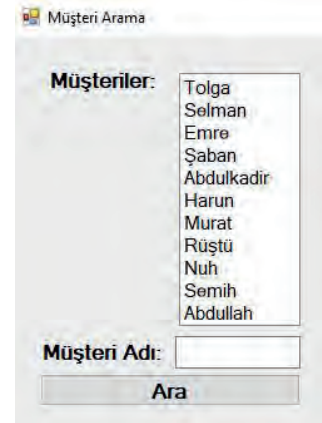 Müşteri Arama
Müşteriler:
Tolga
Selman
Emre
Şaban
Abdulkadir
Harun
Murat
Rüştü
Nuh
Semih
Abdullah
Müşteri Adı:
Ara